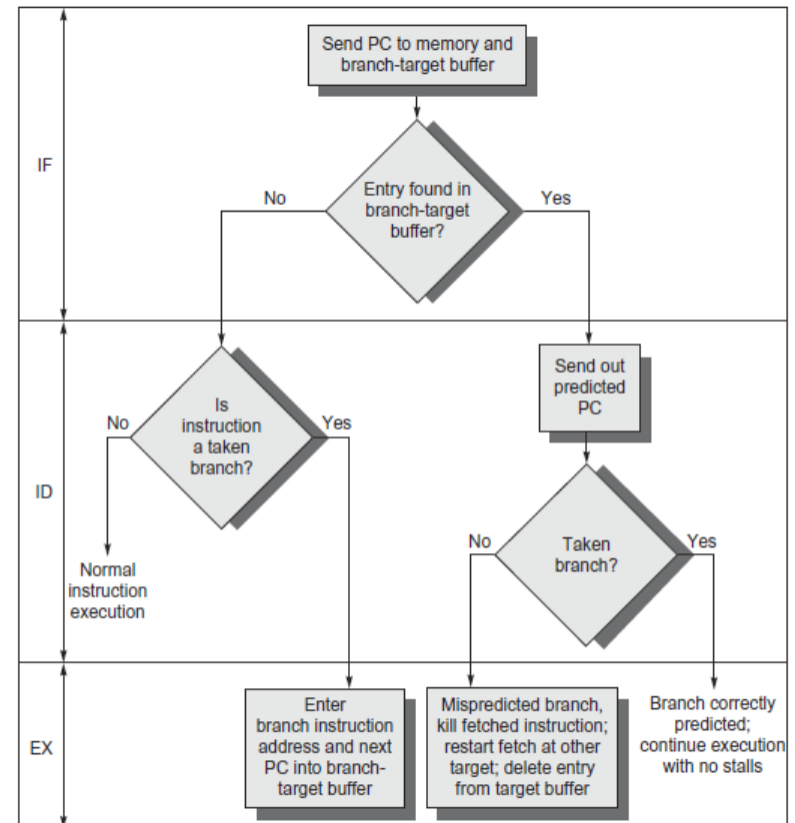 Send PC to memory and
branch-target buffer
IF
Entry found in
branch-target
buffer?
No
Yes
Send out
predicted
PC
Is
instruction
a taken
branch?
No
Yes
ID
Taken
branch?
No
Yes
Normal
instruction
execution
EX
Enter
branch instruction
address and next
PC into branch-
target buffer
Mispredicted branch,
kill fetched instruction;
restart fetch at other
target; delete entry
from target buffer
Branch correctly
predicted;
continue execution
with no stalls